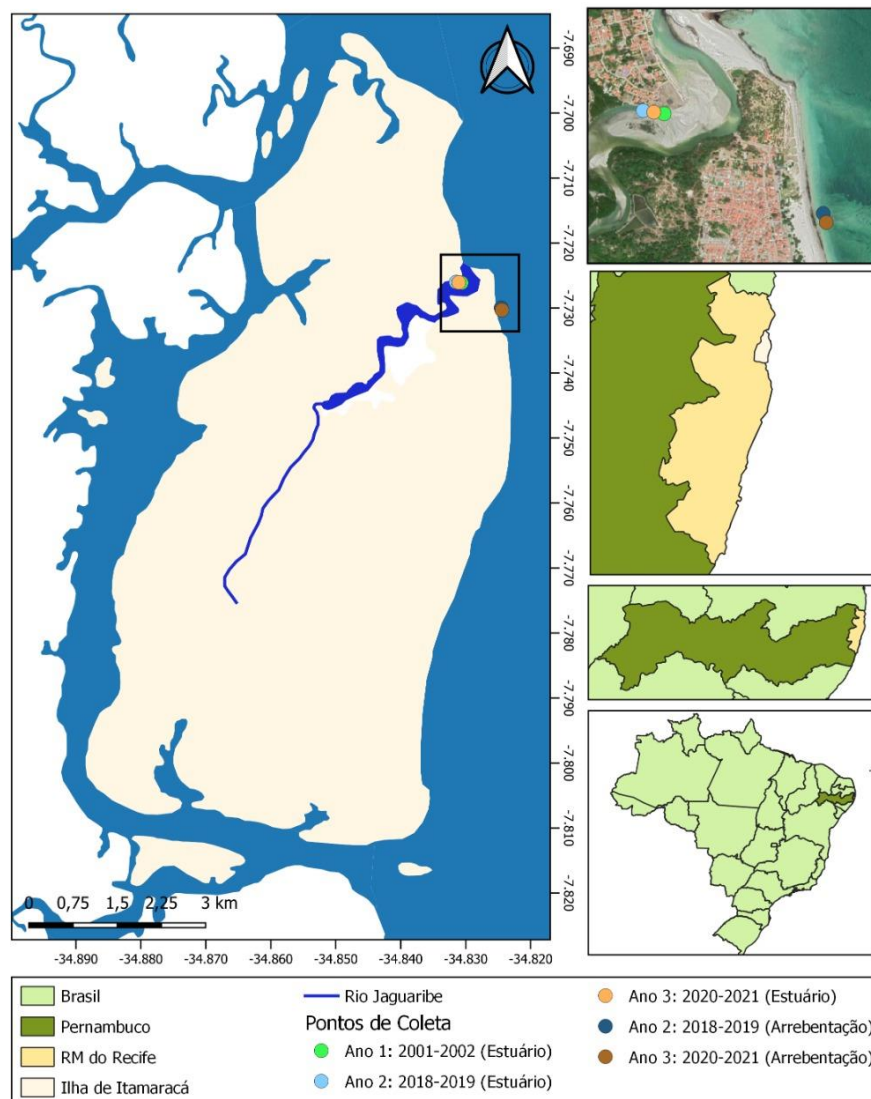 -7.690
-7.700
-7.710
-7.720
-7.730
-7.740
-7.750
-7.760
-7.770
-7.780
-7.790
-7.800
-7.810
-7.820
0 0,75 1,5 2,25 3 km
-34.890 -34.880 -34.870 -34.860 -34.850 -34.840 -34.830 -34.820
Brasil
Pernambuco
RM do Recife
Ilha de Itamaracá
Rio Jaguaribe
Pontos de Coleta
Ano 1: 2001-2002 (Estuário)
Ano 2: 2018-2019 (Estuário)
Ano 3: 2020-2021 (Estuário)
Ano 2: 2018-2019 (Arrebentação)
Ano 3: 2020-2021 (Arrebentação)